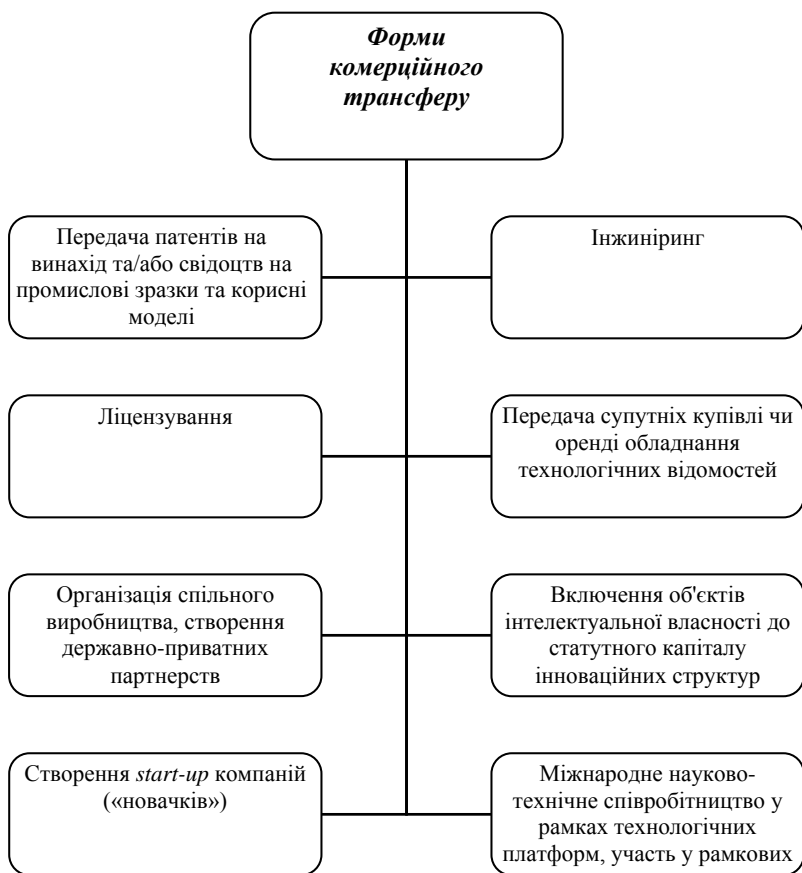 Форми
комерційного
трансферу
Передача патентів на
винахід та/або свідоцтв на
промислові зразки та корисні
моделі
Інжиніринг
Ліцензування
Передача супутніх купівлі чи
оренді обладнання
технологічних відомостей
Організація спільного
виробництва, створення
державно-приватних
партнерств
Включення об'єктів
інтелектуальної власності до
статутного капіталу
інноваційних структур
Створення start-up компаній
(«новачків»)
Міжнародне науково-
технічне співробітництво у
рамках технологічних
платформ, участь у рамкових